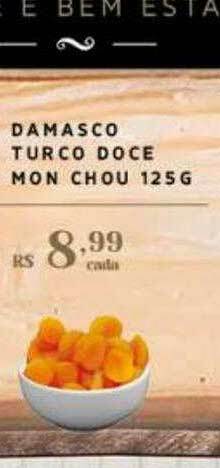 E E BEM ESTA
DAMASCO
TURCO DOCE
MON CHOU 125G
R$ 8,99
cada